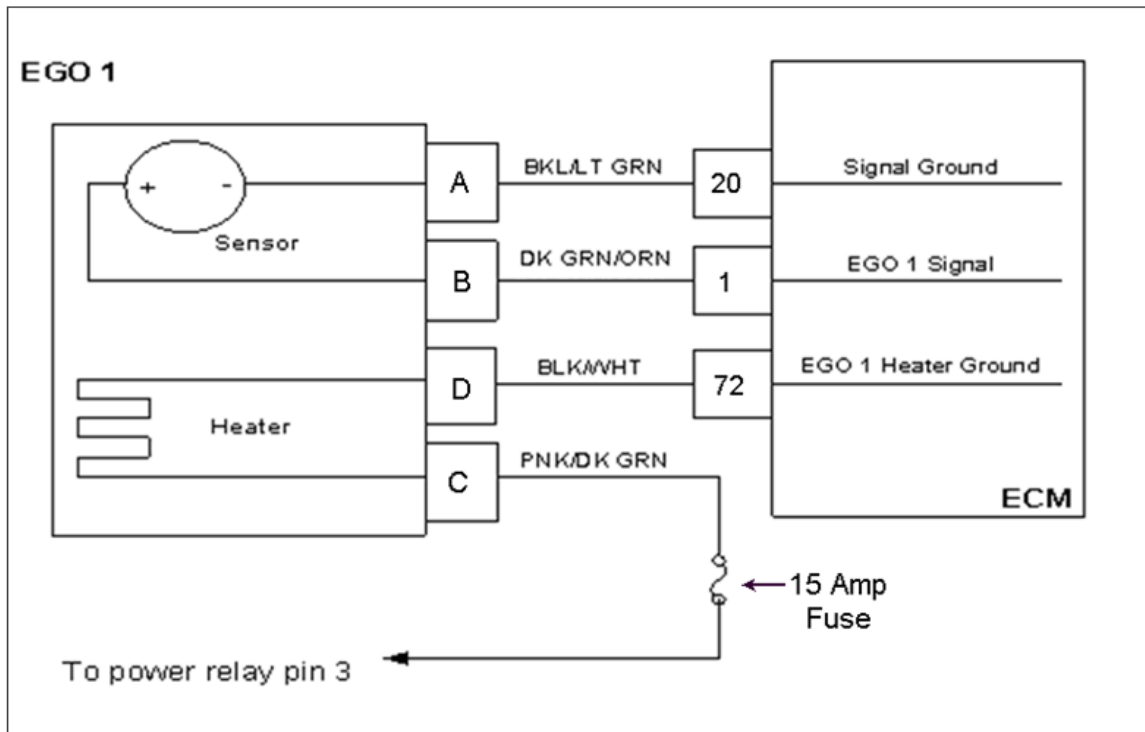 EGO 1
+ -
Sensor
Heater
A
B
D
C
BKL/LT GRN
DK GRN/ORN
BLK/WHT
PNK/DK GRN
20
1
72
Signal Ground
EGO 1 Signal
EGO 1 Heater Ground
ECM
15 Amp
Fuse
To power relay pin 3